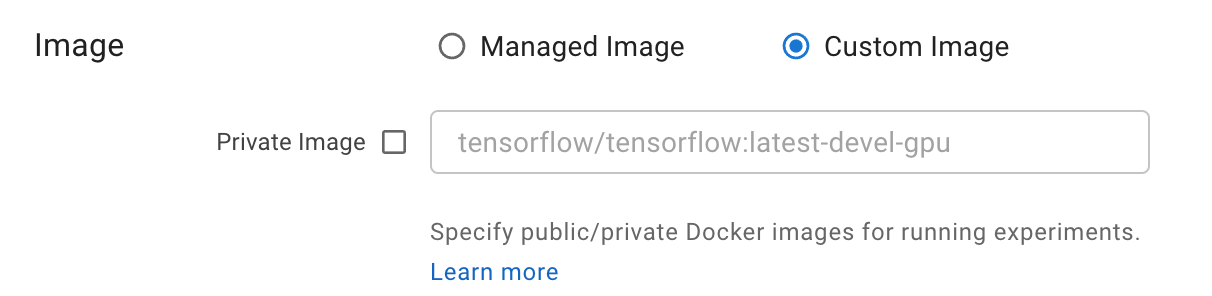 Image
Managed Image
Custom Image
Private Image
tensorflow/tensorflow:latest-devel-gpu
Specify public/private Docker images for running experiments.
Learn more